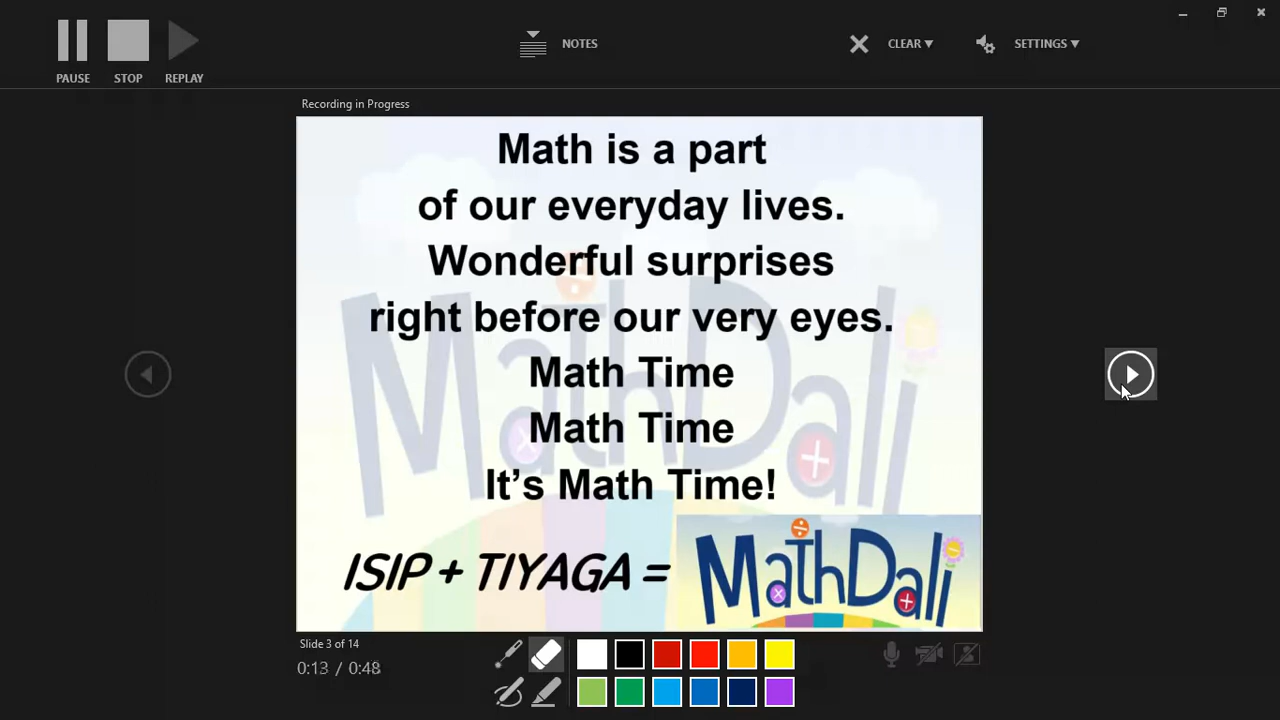 PAUSE STOP REPLAY
NOTES
CLEAR
SETTINGS
Recording in Progress
Math is a part
of our everyday lives.
Wonderful surprises
right before our very eyes.
Math Time
Math Time
It's Math Time!
ISIP + TIYAGA =
MathDali
MathDali
Slide 3 of 14
0:13 / 0:48